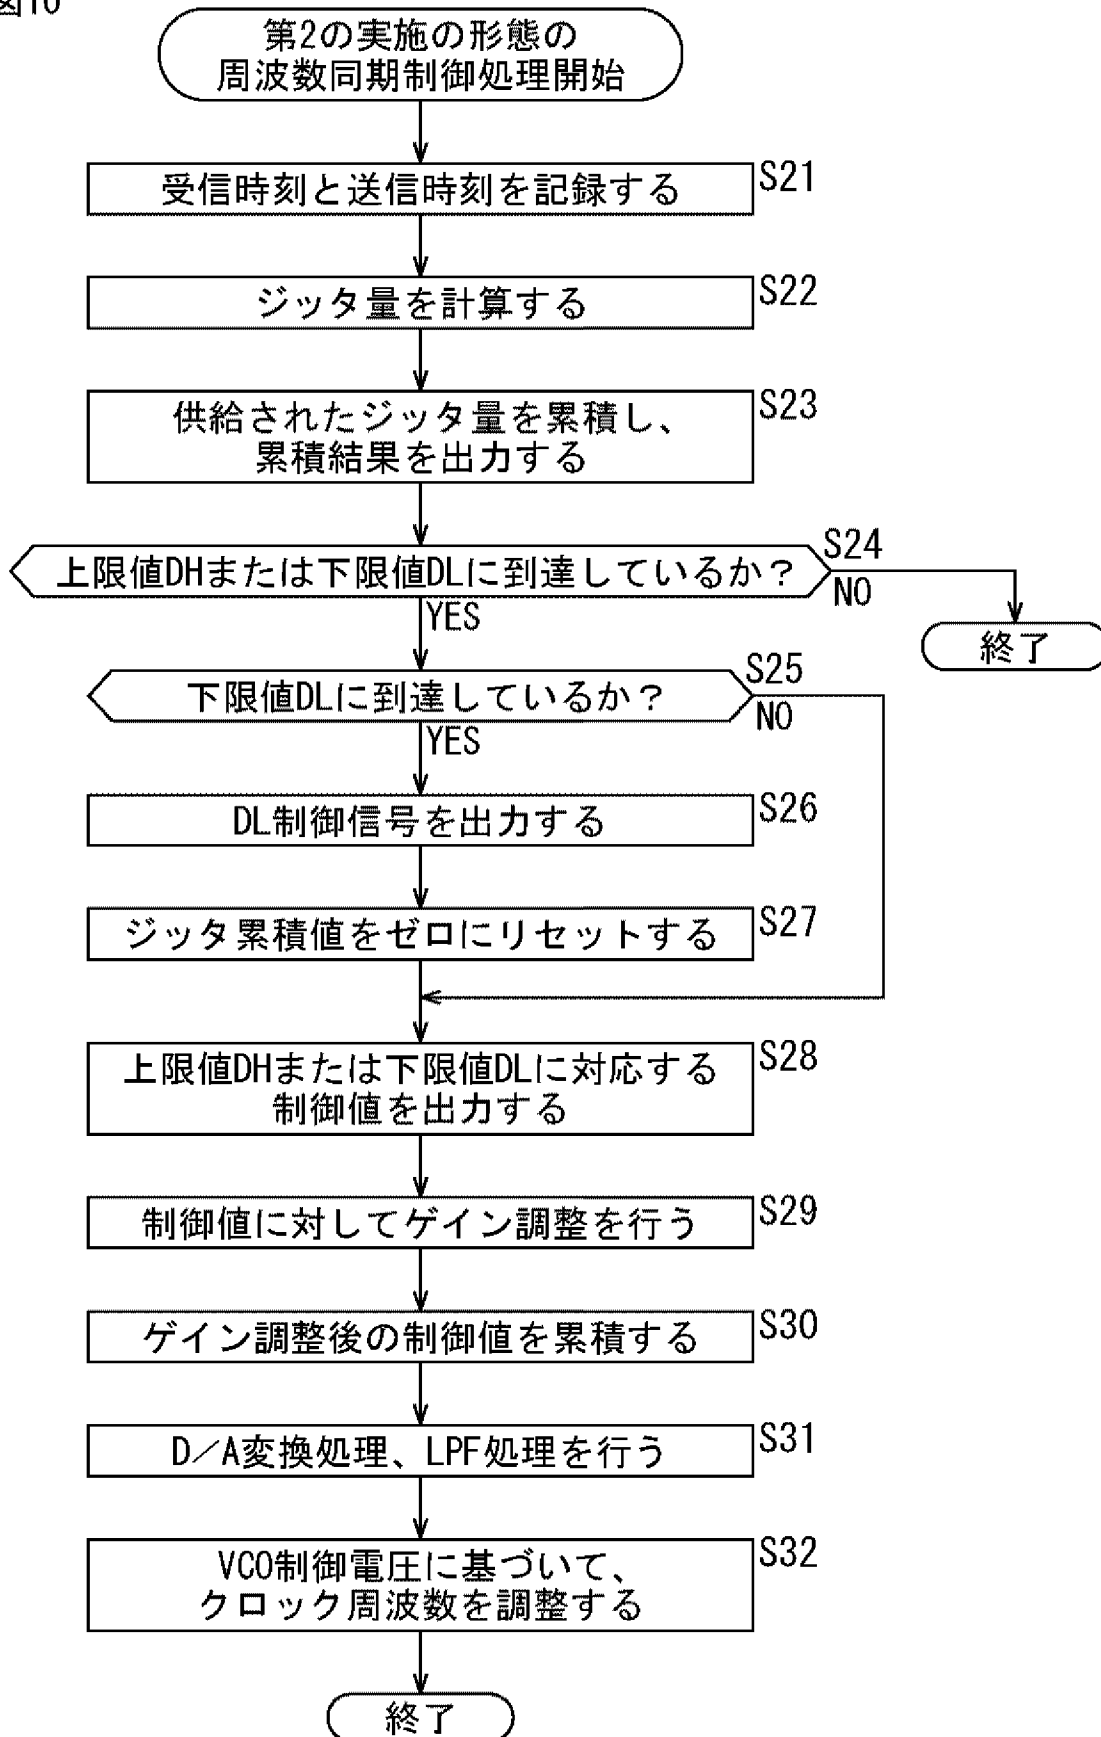 図10
第2の実施の形態の
周波数同期制御処理開始
受信時刻と送信時刻を記録する
S21
ジッタ量を計算する
S22
供給されたジッタ量を累積し、
累積結果を出力する
S23
上限値DHまたは下限値DLに到達しているか？
S24
NO
YES
終了
下限値DLに到達しているか？
S25
NO
YES
DL制御信号を出力する
S26
ジッタ累積値をゼロにリセットする
S27
上限値DHまたは下限値DLに対応する
制御値を出力する
S28
制御値に対してゲイン調整を行う
S29
ゲイン調整後の制御値を累積する
S30
D／A変換処理、LPF処理を行う
S31
VCO制御電圧に基づいて、
クロック周波数を調整する
S32
終了